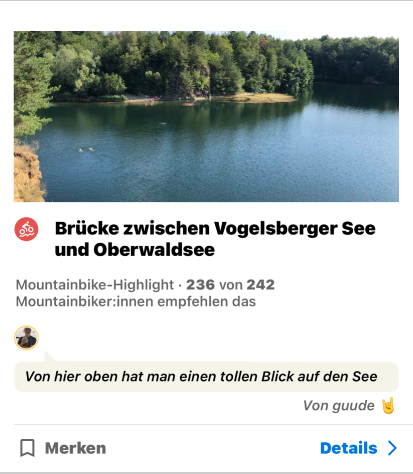 Brücke zwischen Vogelsberger See
und Oberwaldsee
Mountainbike-Highlight · 236 von 242
Mountainbiker:innen empfehlen das
Von hier oben hat man einen tollen Blick auf den See
Von guude 🤘
Merken
Details